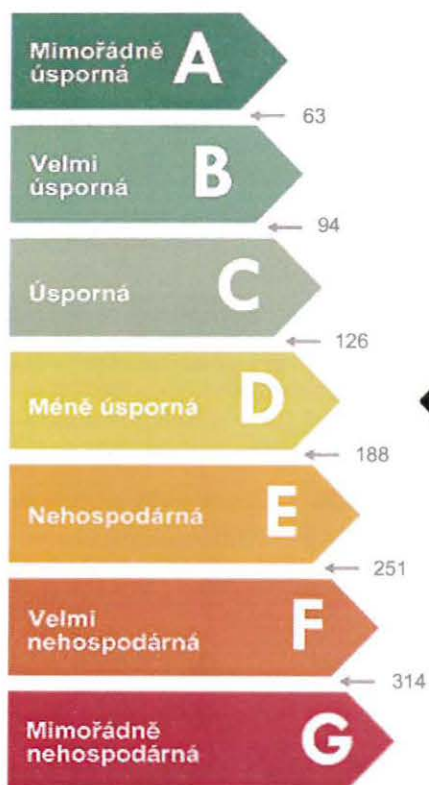 Mimořádně
úsporná A
← 63
Velmi
úsporná B
← 94
Úsporná C
← 126
Méně úsporná D
← 188
Nehospodárná E
← 251
Velmi
nehospodárná F
← 314
Mimořádně
nehospodárná G